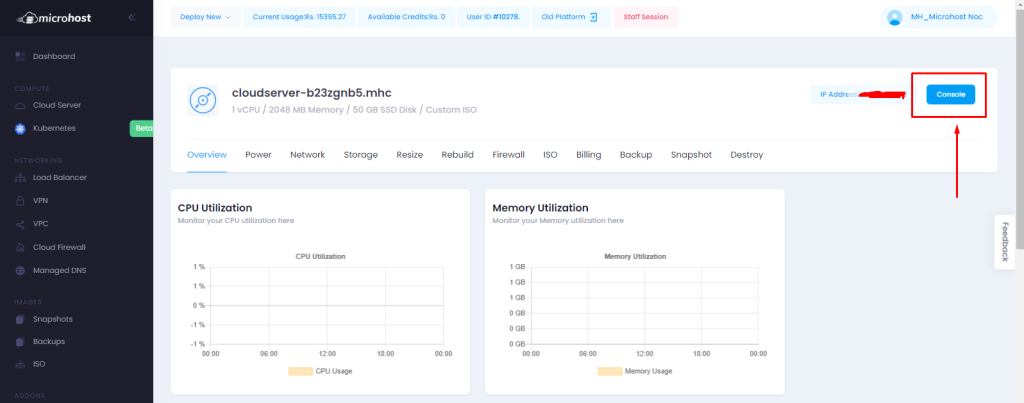 microhost
Deploy New
Current Usage:Rs. 15395.27
Available Credits:Rs. 0
User ID #10278.
Old Platform
Staff Session
MH_Microhost Noc
Dashboard
COMPUTE
Cloud Server
Kubernetes
Beta
NETWORKING
Load Balancer
VPN
VPC
Cloud Firewall
Managed DNS
IMAGES
Snapshots
Backups
ISO
ADDONS
cloudserver-b23zgnb5.mhc
1 vCPU / 2048 MB Memory / 50 GB SSD Disk / Custom ISO
IP Address
Console
Overview Power Network Storage Resize Rebuild Firewall ISO Billing Backup Snapshot Destroy
CPU Utilization
Monitor your CPU utilization here
CPU Utilization
1 %
1 %
0 %
-1 %
-1 %
00:00 06:00 12:00 18:00 00:00
CPU Usage
Memory Utilization
Monitor your Memory utilization here
Memory Utilization
1 GB
1 GB
1 GB
0 GB
0 GB
0 GB
00:00 06:00 12:00 18:00 00:00
Memory Usage
Feedback